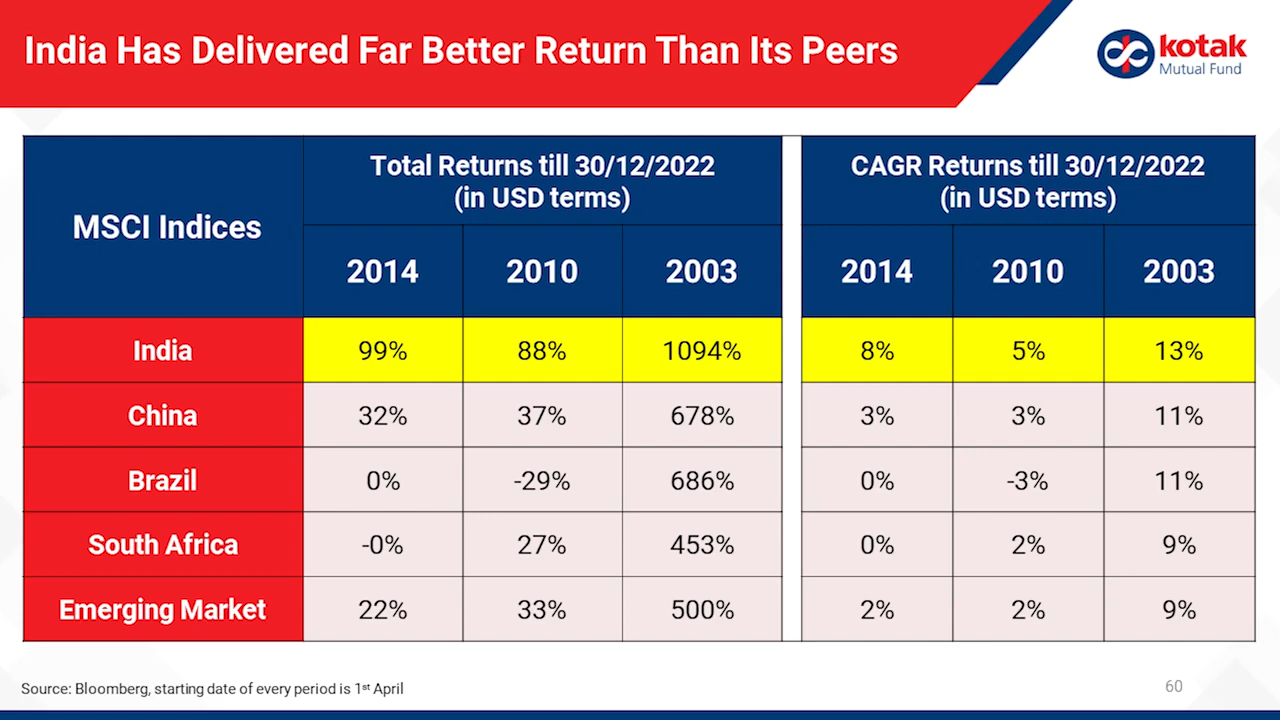 India Has Delivered Far Better Return Than Its Peers
kotak
Mutual Fund
MSCI Indices
Total Returns till 30/12/2022
(in USD terms)
CAGR Returns till 30/12/2022
(in USD terms)
2014 2010 2003 2014 2010 2003
India 99% 88% 1094% 8% 5% 13%
China 32% 37% 678% 3% 3% 11%
Brazil 0% -29% 686% 0% -3% 11%
South Africa -0% 27% 453% 0% 2% 9%
Emerging Market 22% 33% 500% 2% 2% 9%
Source: Bloomberg, starting date of every period is 1st April
60